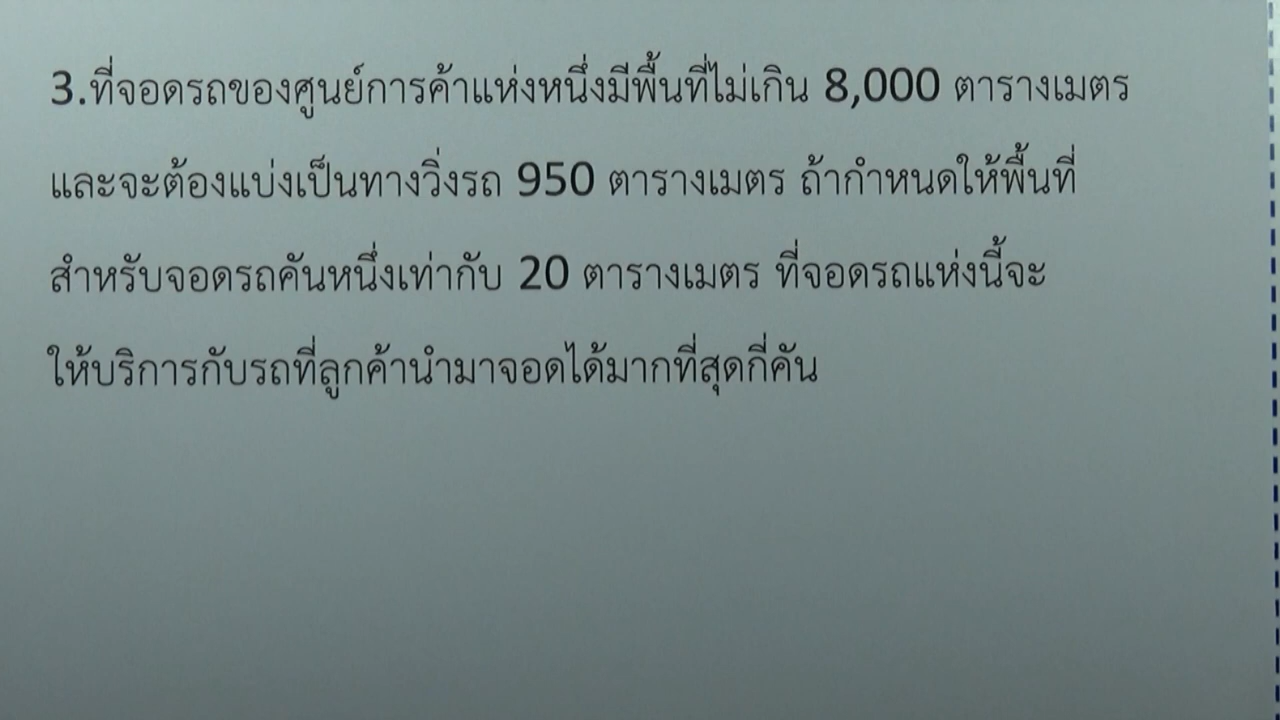 3.ที่จอดรถของศูนย์การค้าแห่งหนึ่งมีพื้นที่ไม่เกิน 8,000 ตารางเมตร
และจะต้องแบ่งเป็นทางวิ่งรถ 950 ตารางเมตร ถ้ากำหนดให้พื้นที่
สำหรับจอดรถคันหนึ่งเท่ากับ 20 ตารางเมตร ที่จอดรถแห่งนี้จะ
ให้บริการกับรถที่ลูกค้านำมาจอดได้มากที่สุดกี่คัน